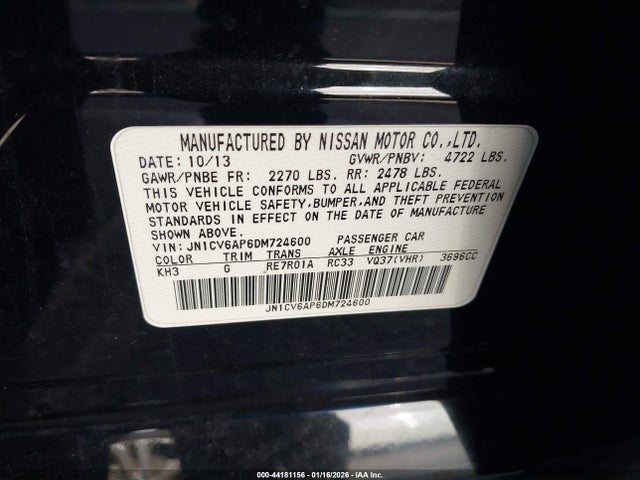 MANUFACTURED BY NISSAN MOTOR CO.,LTD.
DATE: 10/13 GVWR/PNBV: 4722 LBS.
GAWR/PNBE FR: 2270 LBS. RR: 2478 LBS.
THIS VEHICLE CONFORMS TO ALL APPLICABLE FEDERAL
MOTOR VEHICLE SAFETY,BUMPER,AND THEFT PREVENTION
STANDARDS IN EFFECT ON THE DATE OF MANUFACTURE
SHOWN ABOVE.
VIN: JN1CV6AP6DM724600 PASSENGER CAR
COLOR TRIM TRANS AXLE ENGINE
KH3 G RE7R01A RC33 VQ37(VHR) 3696CC
JN1CV6AP6DM724600
000-44181156 - 01/16/2026 - IAA Inc.